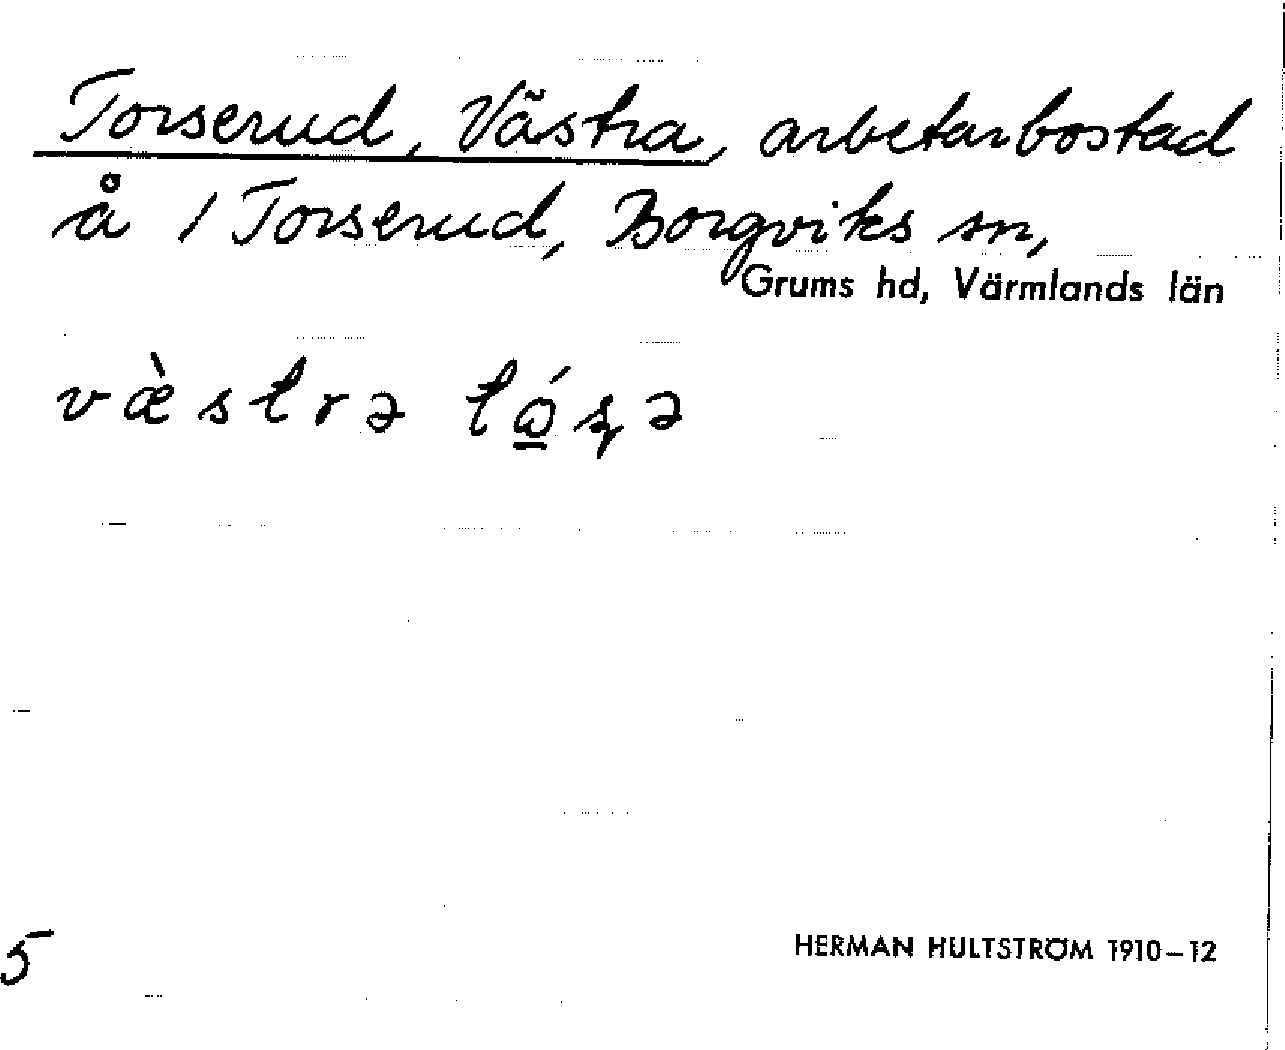 Torserud, Västra, arbetarbostad
å 1 Torserud, Borgviks sn,
Grums hd, Värmlands län
væ̀strə tó̲ʂə
5
HERMAN HULTSTRÖM 1910–12